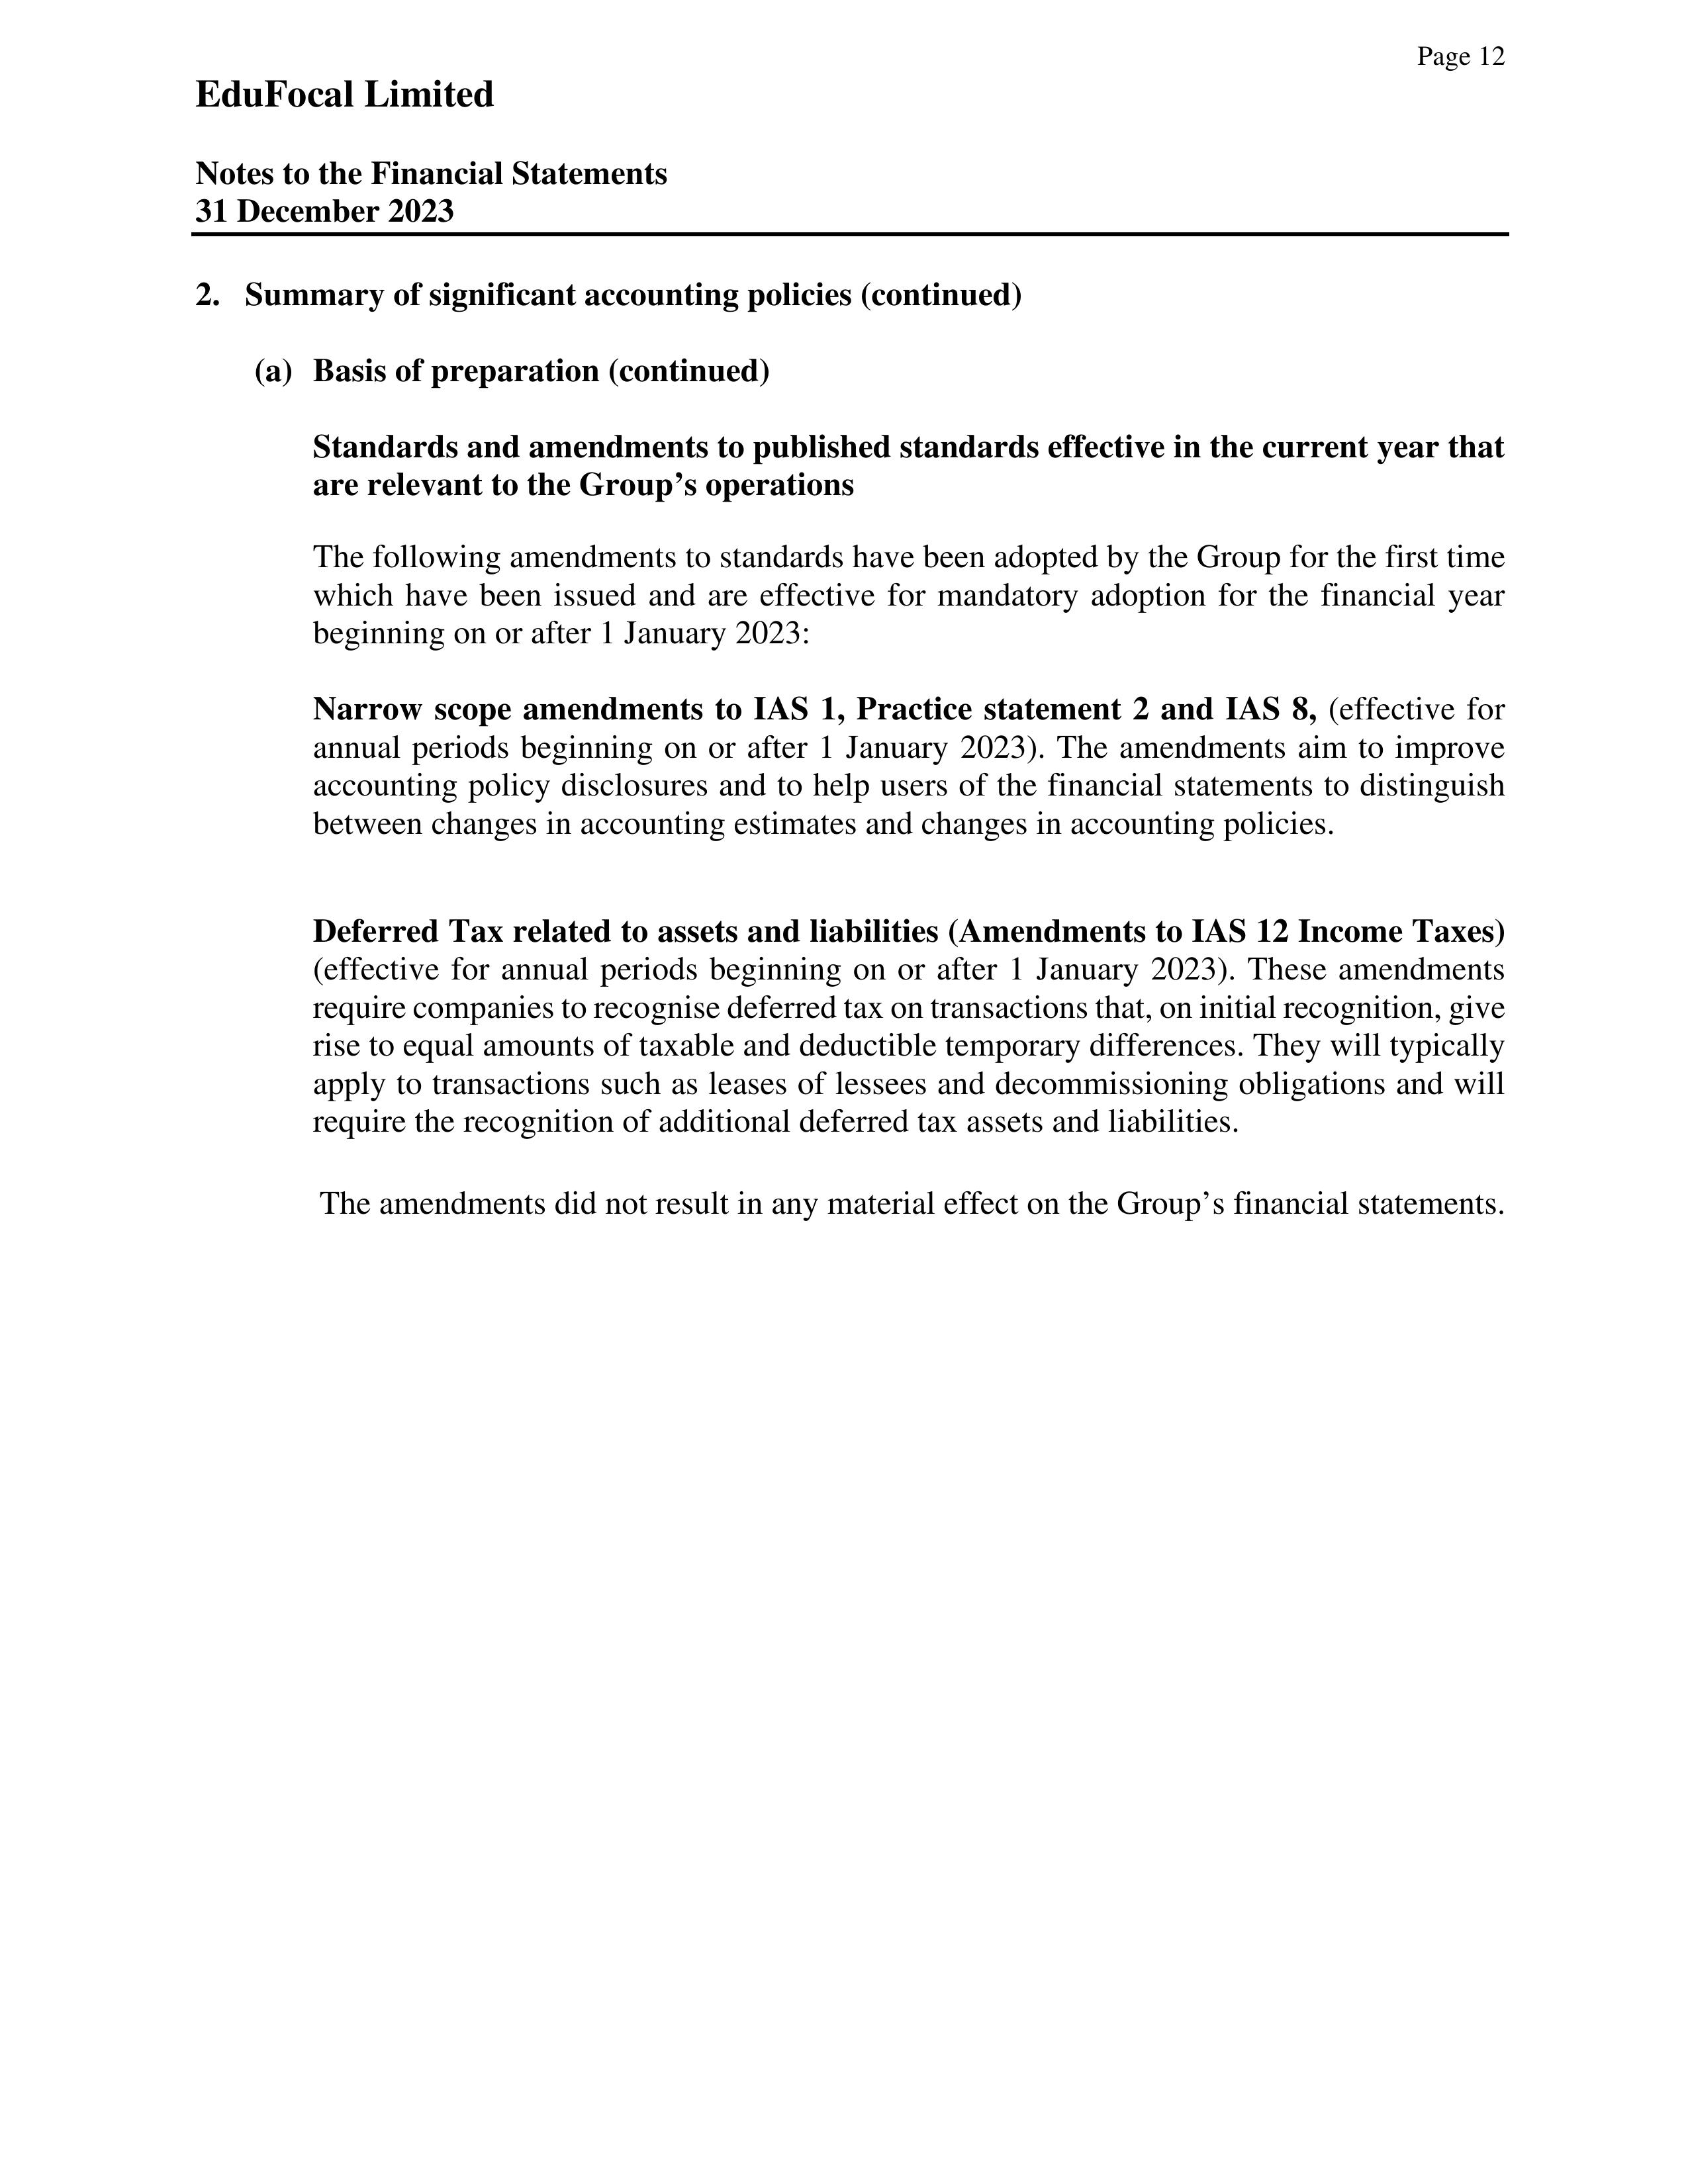 Page 12
EduFocal Limited
Notes to the Financial Statements
31 December 2023
2. Summary of significant accounting policies (continued)
(a) Basis of preparation (continued)
Standards and amendments to published standards effective in the current year that
are relevant to the Group’s operations
The following amendments to standards have been adopted by the Group for the first time
which have been issued and are effective for mandatory adoption for the financial year
beginning on or after 1 January 2023:
Narrow scope amendments to IAS 1, Practice statement 2 and IAS 8, (effective for
annual periods beginning on or after 1 January 2023). The amendments aim to improve
accounting policy disclosures and to help users of the financial statements to distinguish
between changes in accounting estimates and changes in accounting policies.
Deferred Tax related to assets and liabilities (Amendments to IAS 12 Income Taxes)
(effective for annual periods beginning on or after 1 January 2023). These amendments
require companies to recognise deferred tax on transactions that, on initial recognition, give
rise to equal amounts of taxable and deductible temporary differences. They will typically
apply to transactions such as leases of lessees and decommissioning obligations and will
require the recognition of additional deferred tax assets and liabilities.
The amendments did not result in any material effect on the Group’s financial statements.